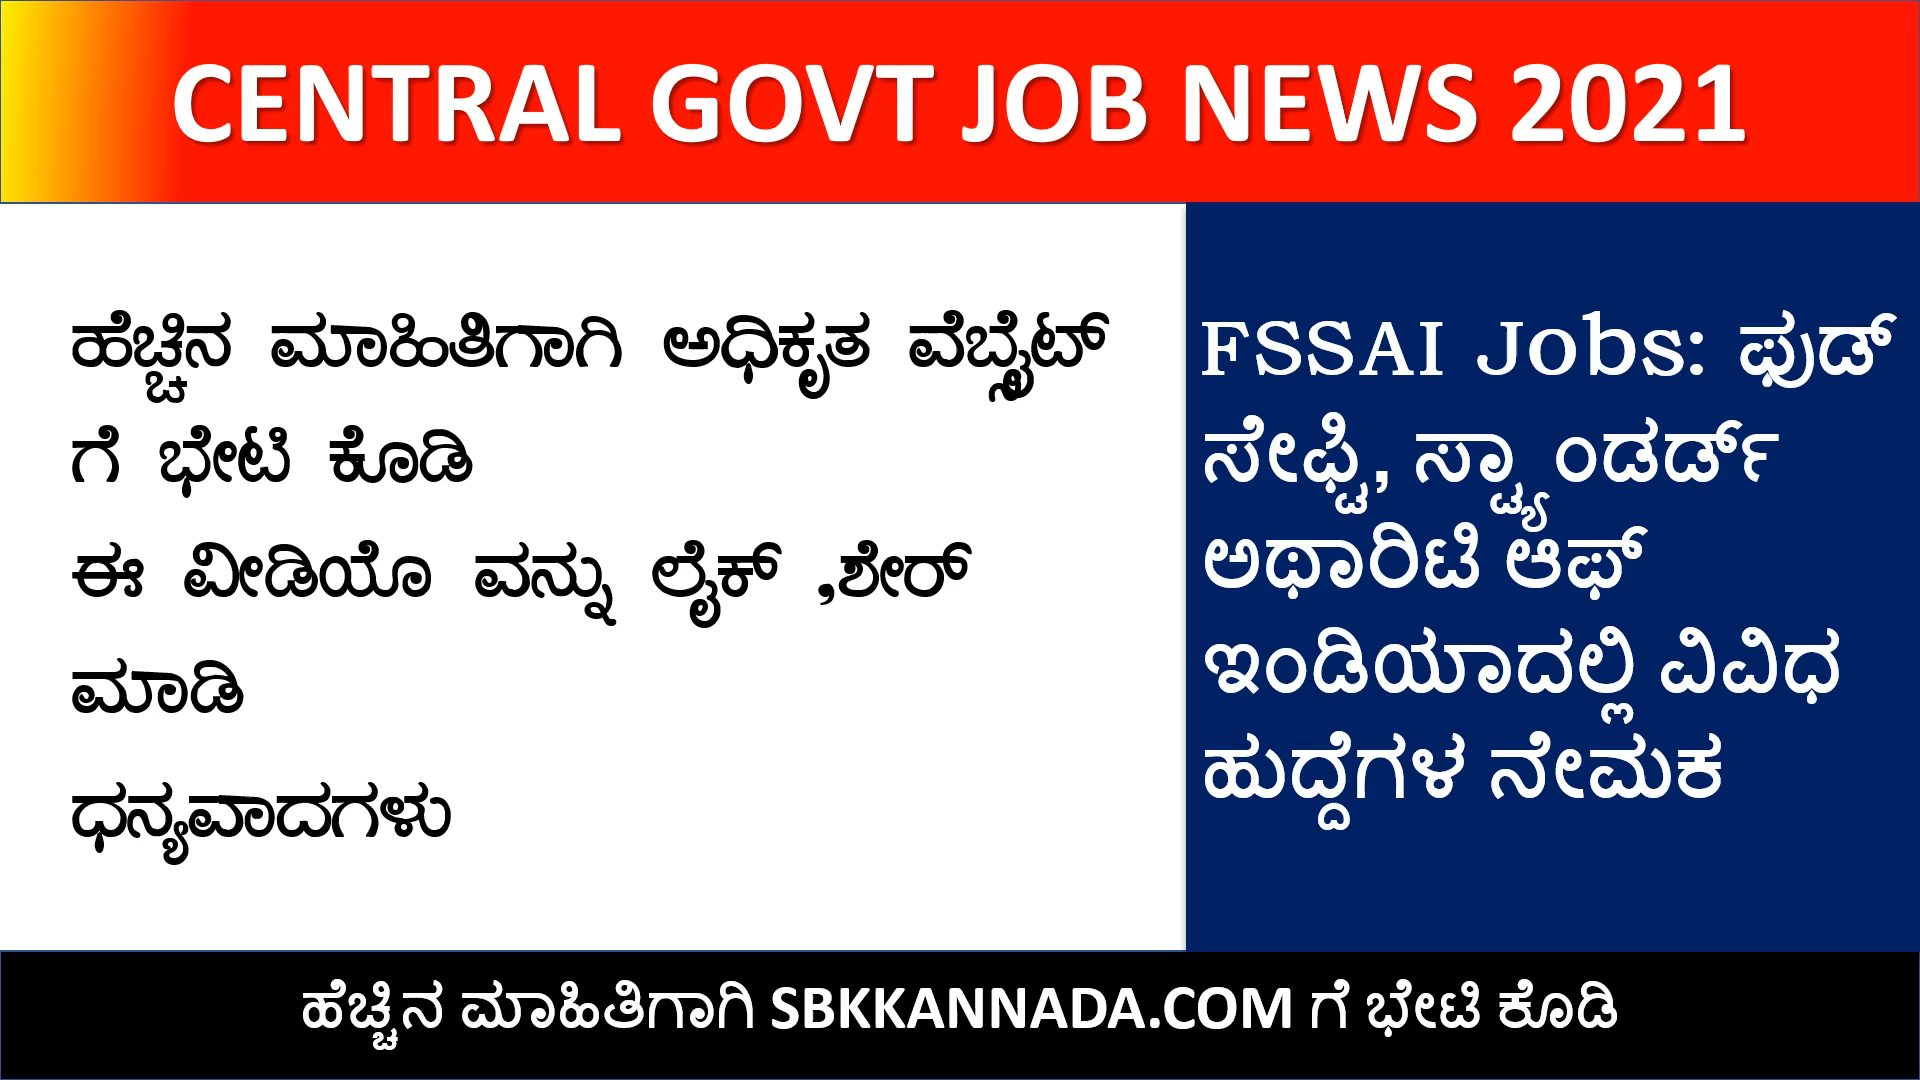 CENTRAL GOVT JOB NEWS 2021
ಹೆಚ್ಚಿನ ಮಾಹಿತಿಗಾಗಿ ಅಧಿಕೃತ ವೆಬ್ಸೈಟ್
ಗೆ ಭೇಟಿ ಕೊಡಿ
ಈ ವೀಡಿಯೊ ವನ್ನು ಲೈಕ್ ,ಶೇರ್
ಮಾಡಿ
ಧನ್ಯವಾದಗಳು
FSSAI Jobs: ಫುಡ್
ಸೇಫ್ಟಿ, ಸ್ಟ್ಯಾಂಡರ್ಡ್
ಅಥಾರಿಟಿ ಆಫ್
ಇಂಡಿಯಾದಲ್ಲಿ ವಿವಿಧ
ಹುದ್ದೆಗಳ ನೇಮಕ
ಹೆಚ್ಚಿನ ಮಾಹಿತಿಗಾಗಿ SBKKANNADA.COM ಗೆ ಭೇಟಿ ಕೊಡಿ